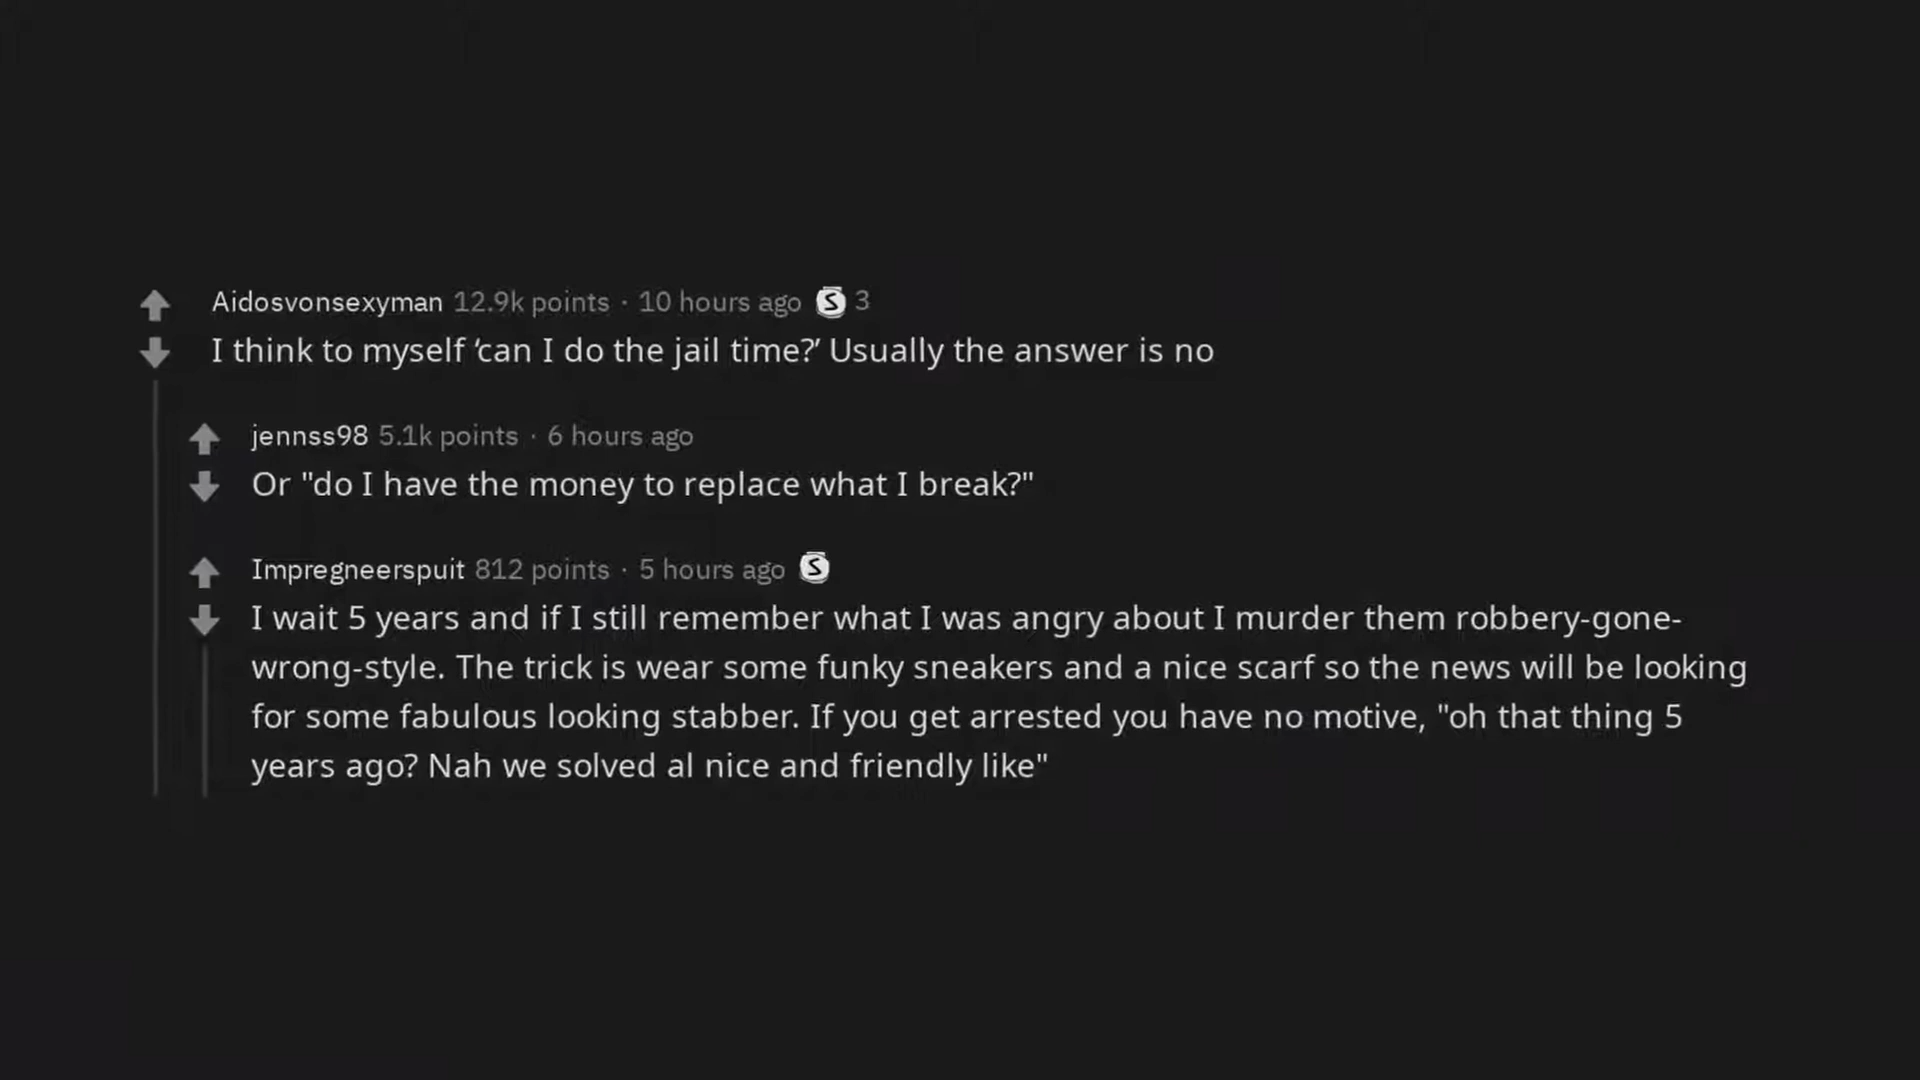 Aidosvonsexyman 12.9k points · 10 hours ago S 3
I think to myself ‘can I do the jail time?’ Usually the answer is no
jennss98 5.1k points · 6 hours ago
Or "do I have the money to replace what I break?"
Impregneerspuit 812 points · 5 hours ago S
I wait 5 years and if I still remember what I was angry about I murder them robbery-gone-
wrong-style. The trick is wear some funky sneakers and a nice scarf so the news will be looking
for some fabulous looking stabber. If you get arrested you have no motive, "oh that thing 5
years ago? Nah we solved al nice and friendly like"